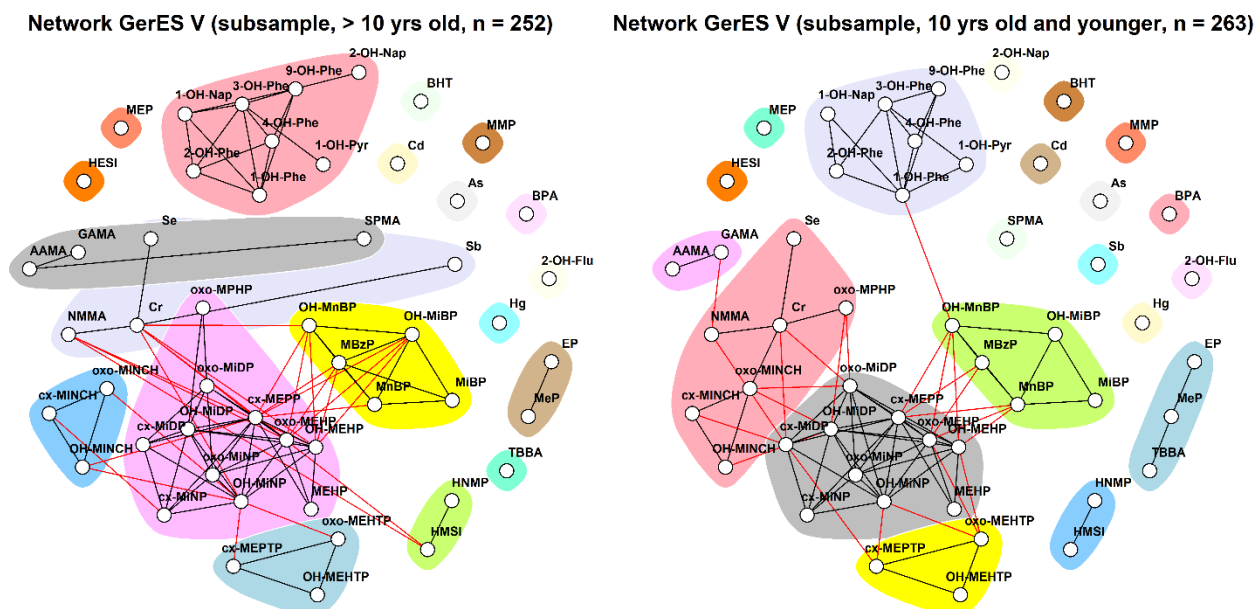 Network GerES V (subsample, > 10 yrs old, n = 252)
2-OH-Nap
9-OH-Phe
3-OH-Phe
1-OH-Nap
BHT
MEP
4-OH-Phe
MMP
1-OH-Pyr
2-OH-Phe
Cd
HESI
1-OH-Phe
As
BPA
Se
SPMA
GAMA
AAMA
Sb
2-OH-Flu
oxo-MPHP
Hg
NMMA
Cr
OH-MnBP
OH-MiBP
MBzP
EP
oxo-MiDP
oxo-MINCH
MnBP
MiBP
MeP
cx-MINCH
cx-MEPP
OH-MiDP
oxo-MEHP
cx-MiDP
OH-MEHP
OH-MINCH
oxo-MiNP
TBBA
OH-MiNP
MEHP
cx-MiNP
HNMP
oxo-MEHTP
HMSI
cx-MEPTP
OH-MEHTP
Network GerES V (subsample, 10 yrs old and younger, n = 263)
2-OH-Nap
9-OH-Phe
3-OH-Phe
1-OH-Nap
BHT
MEP
4-OH-Phe
MMP
1-OH-Pyr
2-OH-Phe
Cd
HESI
1-OH-Phe
As
BPA
Se
SPMA
GAMA
AAMA
Sb
2-OH-Flu
oxo-MPHP
Hg
NMMA
Cr
OH-MnBP
OH-MiBP
MBzP
EP
oxo-MiDP
oxo-MINCH
MnBP
MiBP
MeP
cx-MINCH
cx-MEPP
OH-MiDP
oxo-MEHP
cx-MiDP
OH-MEHP
OH-MINCH
oxo-MiNP
TBBA
OH-MiNP
MEHP
cx-MiNP
HNMP
oxo-MEHTP
HMSI
cx-MEPTP
OH-MEHTP